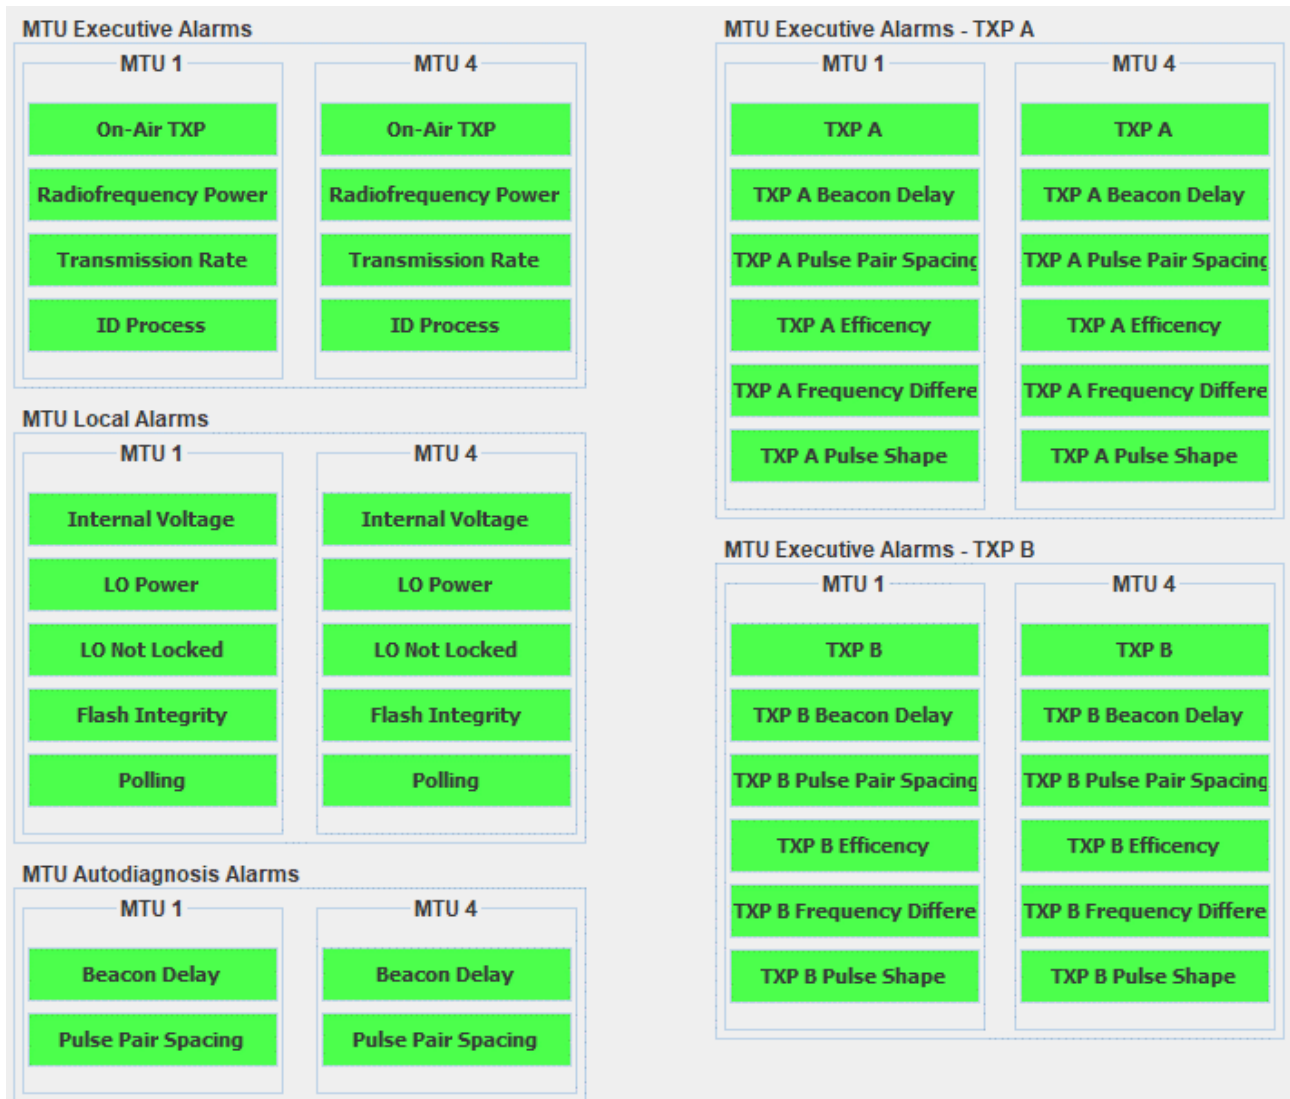 MTU Executive Alarms
MTU 1
MTU 4
On-Air TXP
On-Air TXP
Radiofrequency Power
Radiofrequency Power
Transmission Rate
Transmission Rate
ID Process
ID Process
MTU Local Alarms
MTU 1
MTU 4
Internal Voltage
Internal Voltage
LO Power
LO Power
LO Not Locked
LO Not Locked
Flash Integrity
Flash Integrity
Polling
Polling
MTU Autodiagnosis Alarms
MTU 1
MTU 4
Beacon Delay
Beacon Delay
Pulse Pair Spacing
Pulse Pair Spacing
MTU Executive Alarms - TXP A
MTU 1
MTU 4
TXP A
TXP A
TXP A Beacon Delay
TXP A Beacon Delay
TXP A Pulse Pair Spacing
TXP A Pulse Pair Spacing
TXP A Efficency
TXP A Efficency
TXP A Frequency Differe
TXP A Frequency Differe
TXP A Pulse Shape
TXP A Pulse Shape
MTU Executive Alarms - TXP B
MTU 1
MTU 4
TXP B
TXP B
TXP B Beacon Delay
TXP B Beacon Delay
TXP B Pulse Pair Spacing
TXP B Pulse Pair Spacing
TXP B Efficency
TXP B Efficency
TXP B Frequency Differe
TXP B Frequency Differe
TXP B Pulse Shape
TXP B Pulse Shape